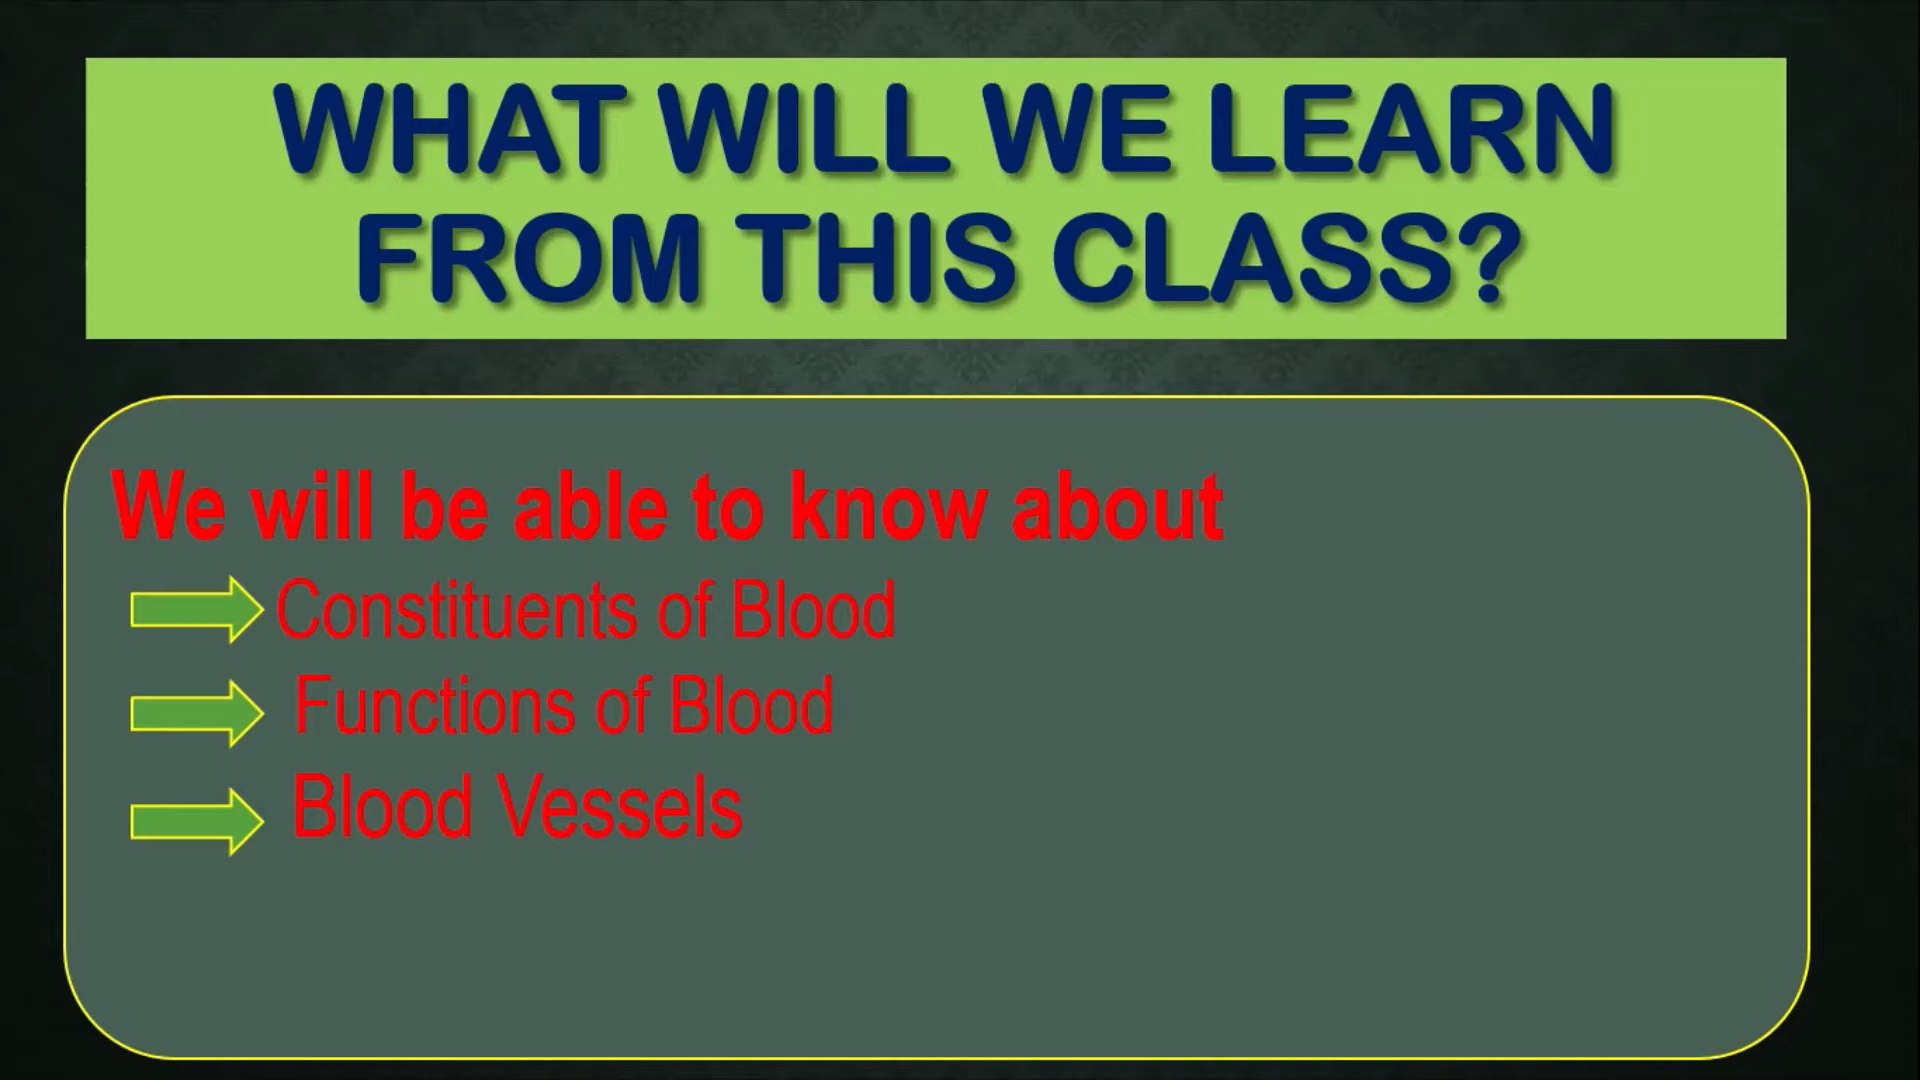 WHAT WILL WE LEARN
FROM THIS CLASS?
We will be able to know about
Constituents of Blood
Functions of Blood
Blood Vessels